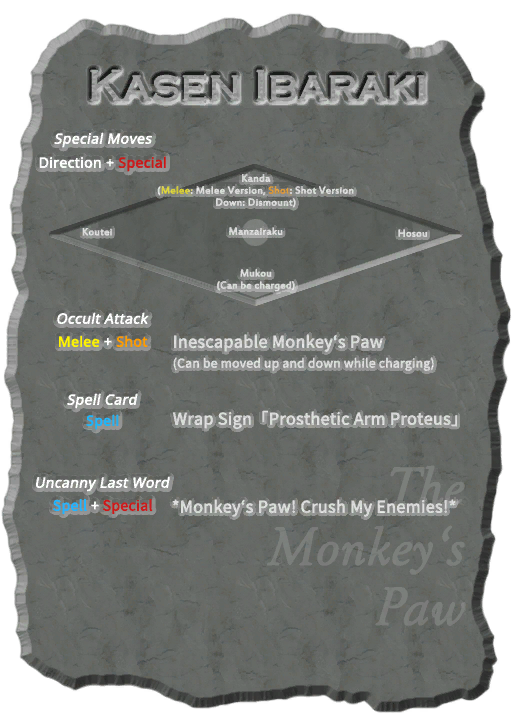 KASEN IBARAKI
Special Moves
Direction + Special
Kanda
(Melee: Melee Version, Shot: Shot Version
Down: Dismount)
Koutei
Manzairaku
Hosou
Mukou
(Can be charged)
Occult Attack
Melee + Shot
Inescapable Monkey's Paw
(Can be moved up and down while charging)
Spell Card
Spell
Wrap Sign「Prosthetic Arm Proteus」
Uncanny Last Word
Spell + Special
*Monkey's Paw! Crush My Enemies!*
The
Monkey‘s
Paw